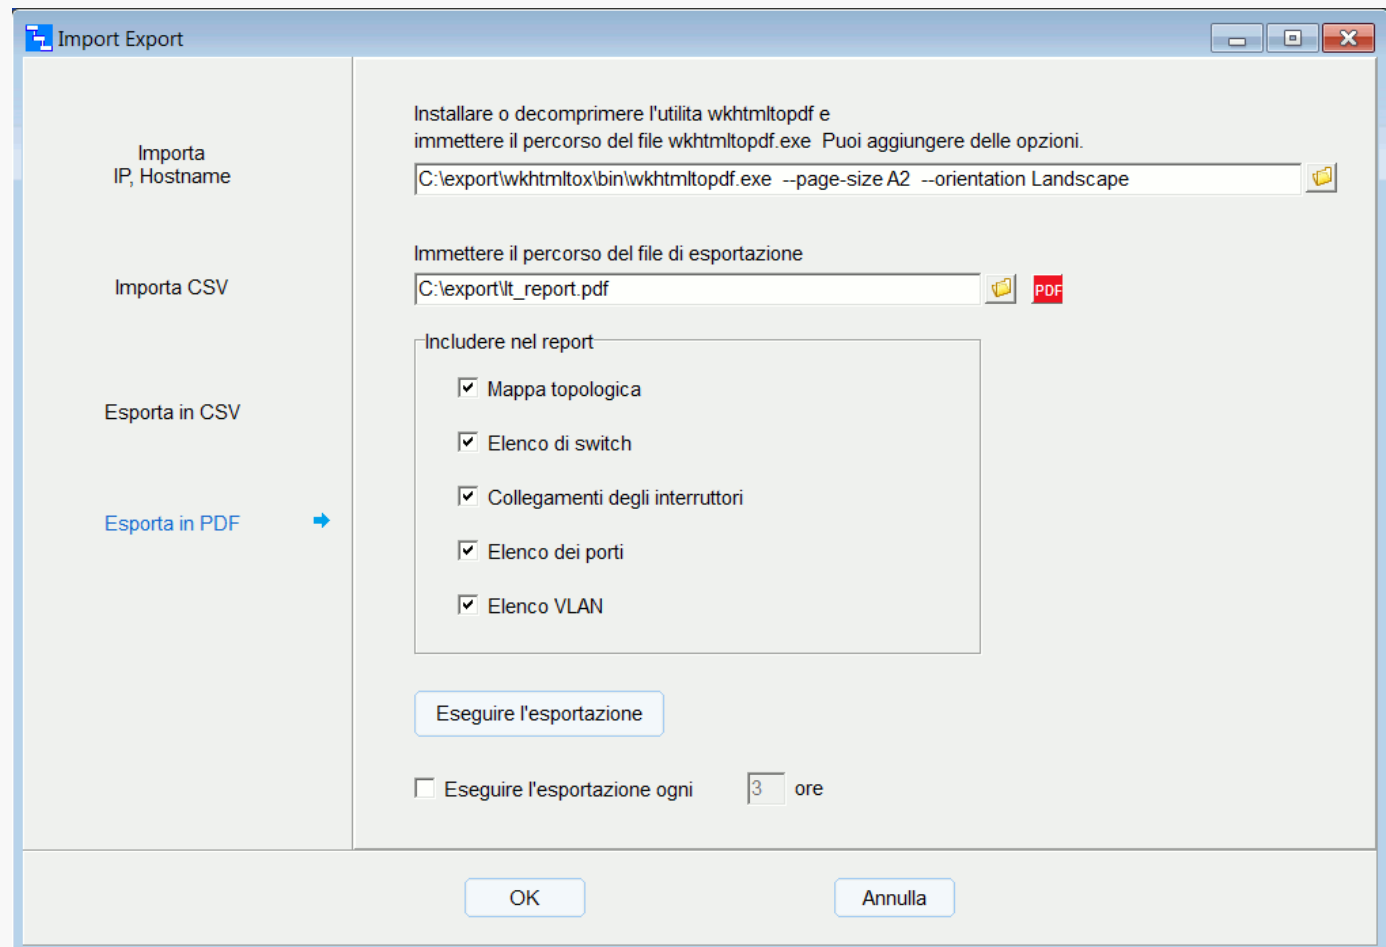 Import Export
Importa
IP, Hostname
Importa CSV
Esporta in CSV
Esporta in PDF
Installare o decomprimere l'utilita wkhtmltopdf e
immettere il percorso del file wkhtmltopdf.exe  Puoi aggiungere delle opzioni.
C:\export\wkhtmltox\bin\wkhtmltopdf.exe  --page-size A2  --orientation Landscape
Immettere il percorso del file di esportazione
C:\export\lt_report.pdf
PDF
Includere nel report
Mappa topologica
Elenco di switch
Collegamenti degli interruttori
Elenco dei porti
Elenco VLAN
Eseguire l'esportazione
Eseguire l'esportazione ogni 3 ore
OK
Annulla